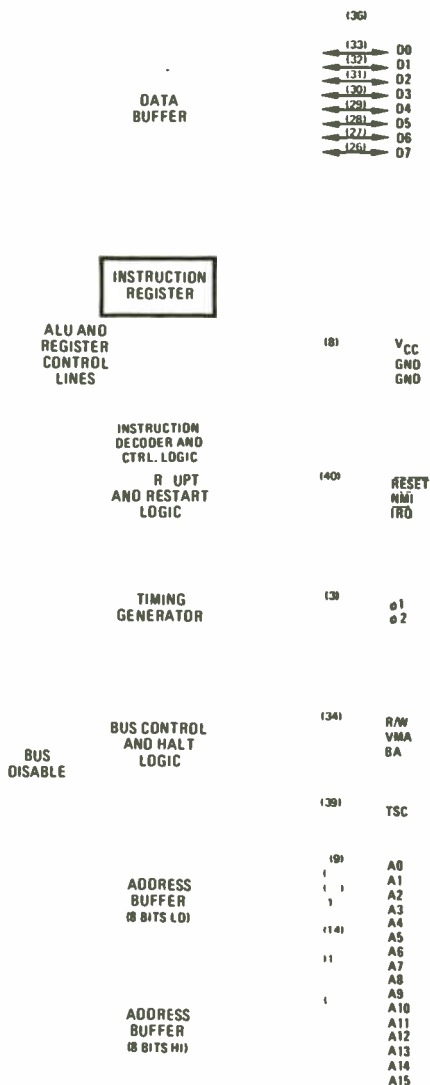 (36)
(33) D0
(32) D1
(31) D2
(30) D3
(29) D4
(28) D5
(27) D6
(26) D7
DATA
BUFFER
INSTRUCTION
REGISTER
ALU AND
REGISTER
CONTROL
LINES
(8) VCC
GND
GND
INSTRUCTION
DECODER AND
CTRL. LOGIC
R UPT
AND RESTART
LOGIC
(40) RESET
NMI
IRQ
TIMING
GENERATOR
(3) ø1
ø2
BUS CONTROL
AND HALT
LOGIC
(34) R/W
VMA
BA
BUS
DISABLE
(39) TSC
ADDRESS
BUFFER
(8 BITS LO)
(9) A0
A1
A2
A3
A4
(14) A5
A6
A7
A8
A9
A10
A11
A12
A13
A14
A15
ADDRESS
BUFFER
(8 BITS HI)